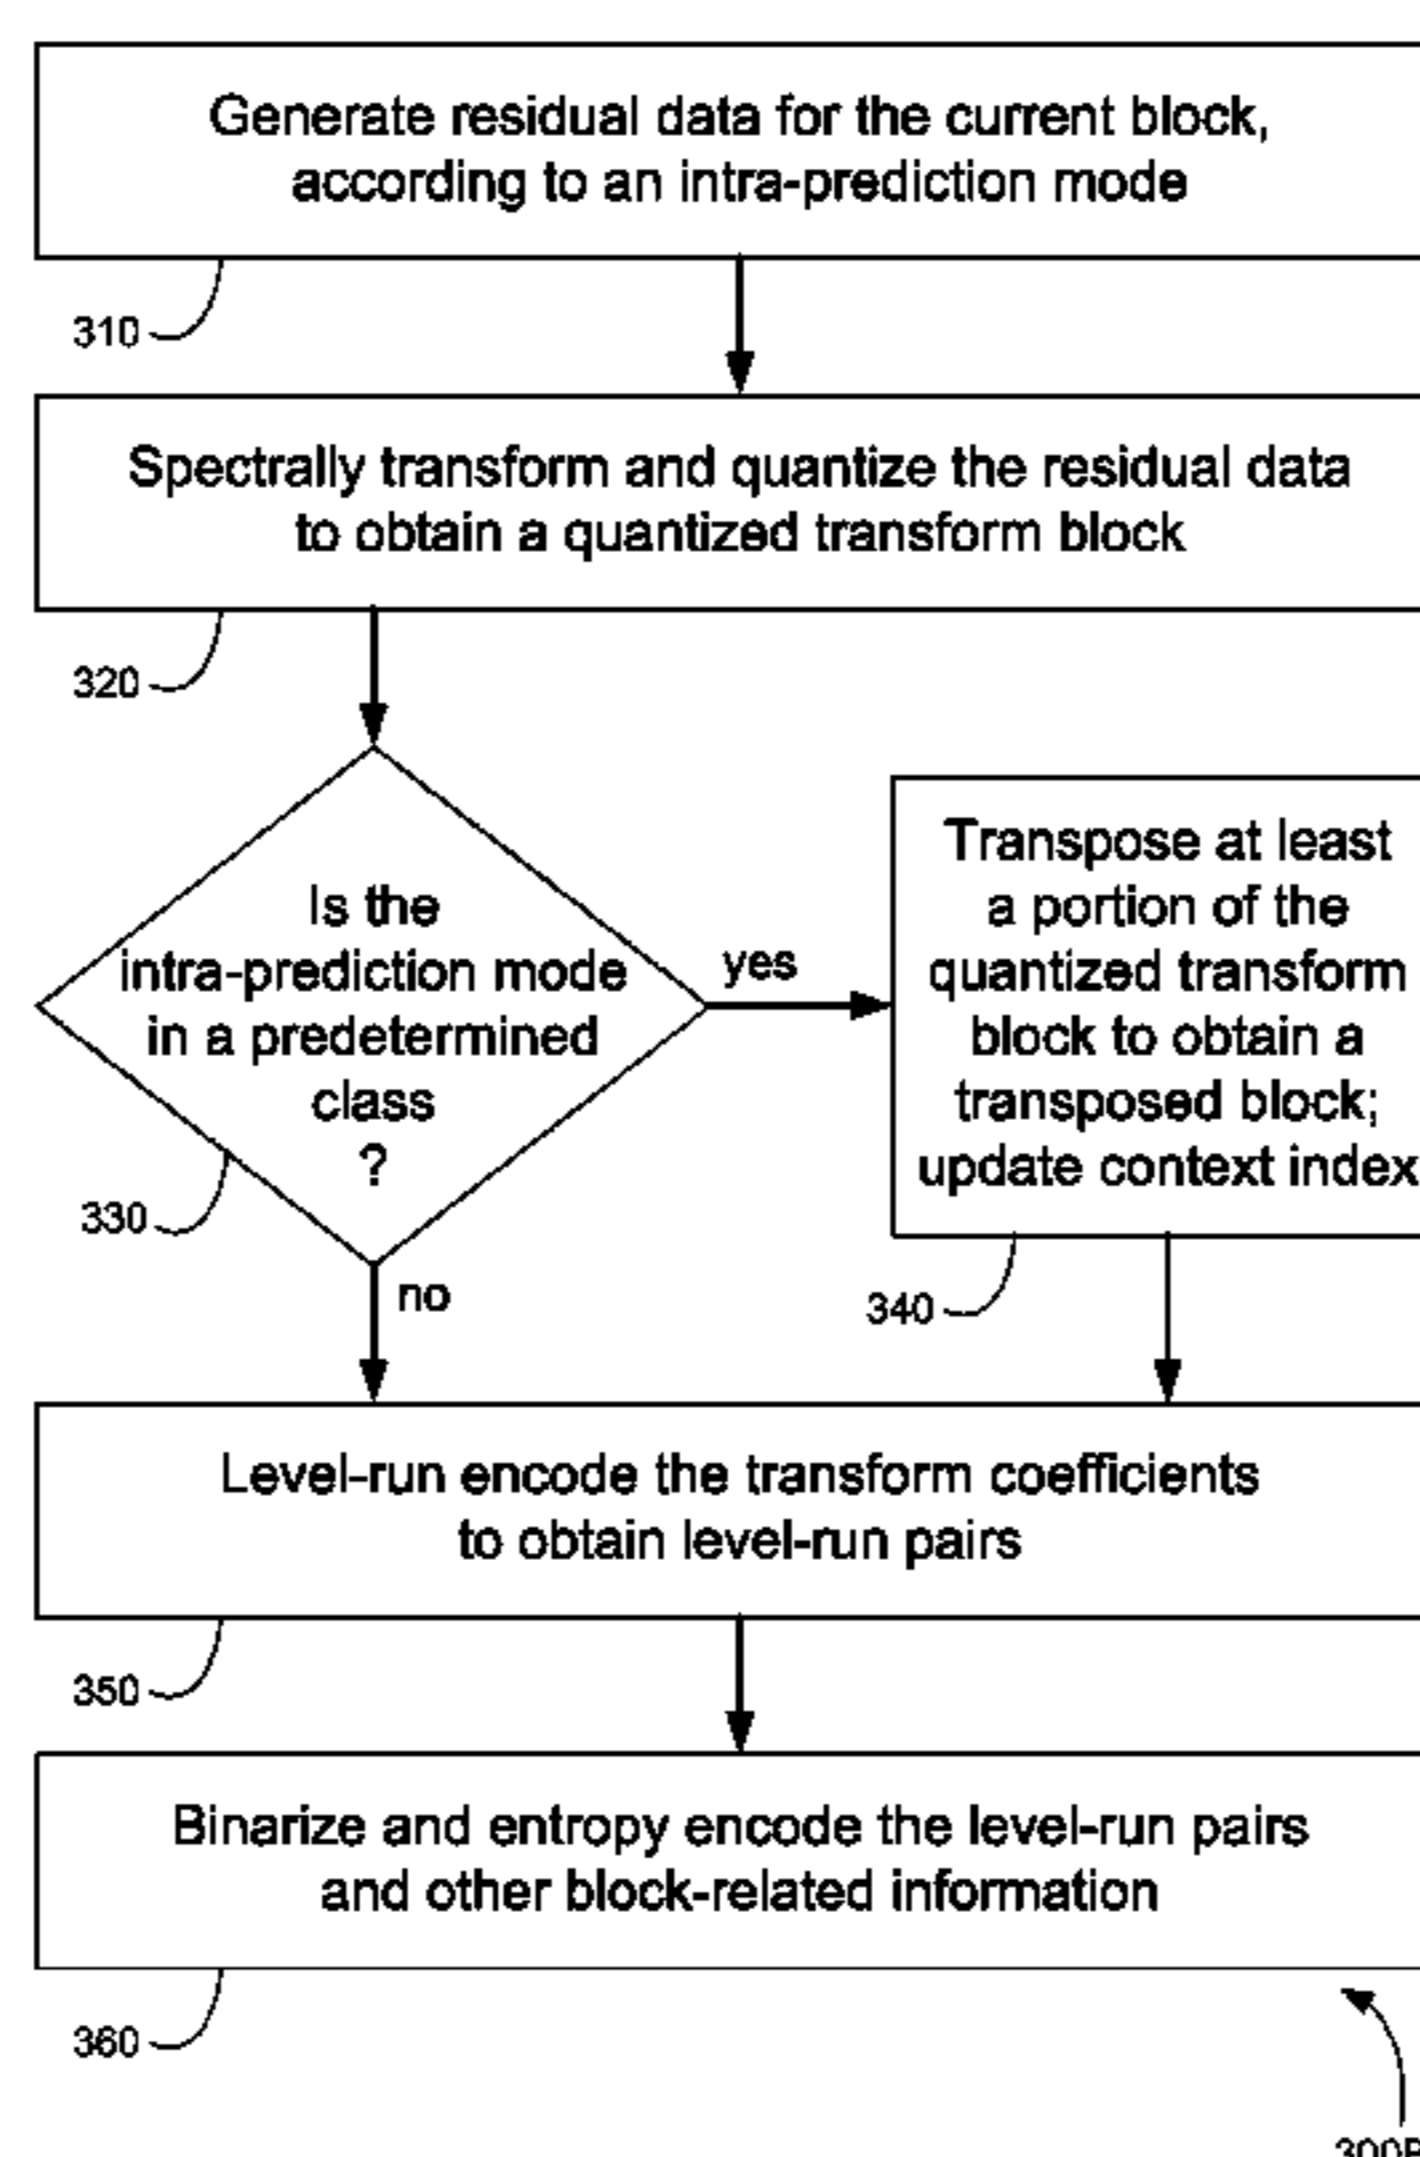 Generate residual data for the current block,
according to an intra-prediction mode
310
Spectrally transform and quantize the residual data
to obtain a quantized transform block
320
Is the
intra-prediction mode
in a predetermined
class
?
yes
330
no
Transpose at least
a portion of the
quantized transform
block to obtain a
transposed block;
update context index
340
Level-run encode the transform coefficients
to obtain level-run pairs
350
Binarize and entropy encode the level-run pairs
and other block-related information
360